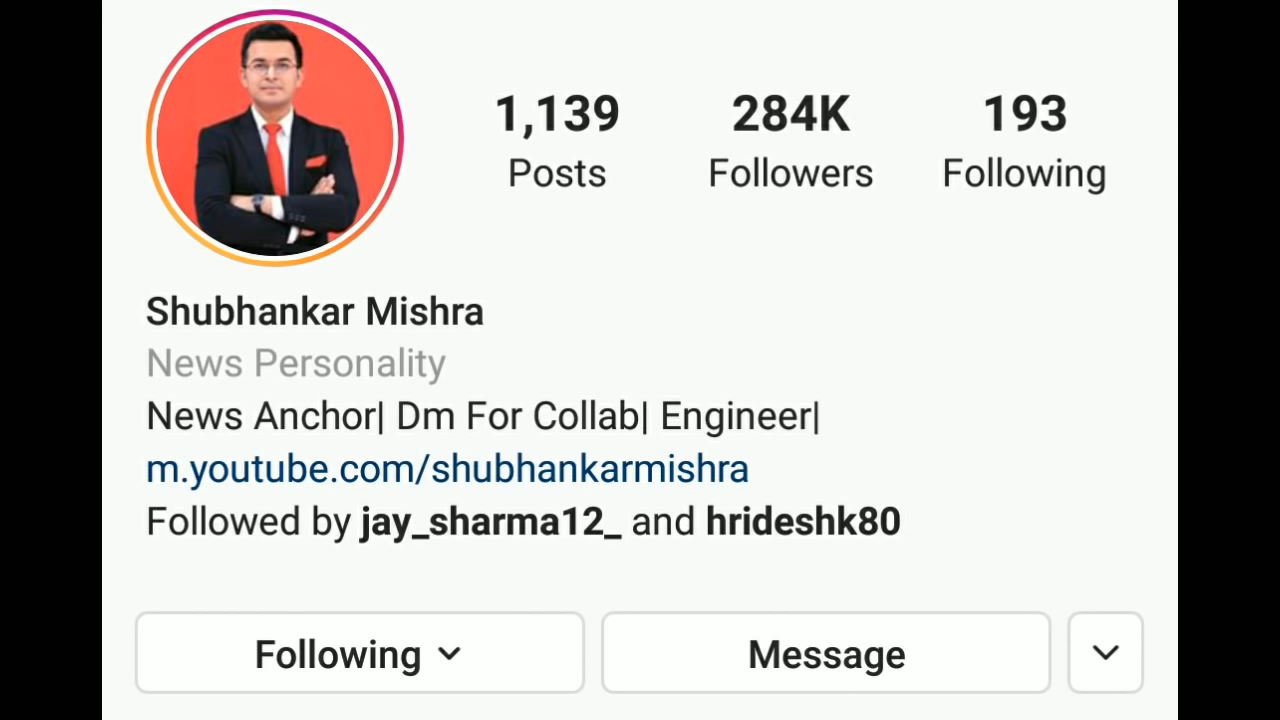 1,139 284K 193
Posts Followers Following
Shubhankar Mishra
News Personality
News Anchor| Dm For Collab| Engineer|
m.youtube.com/shubhankarmishra
Followed by jay_sharma12_ and hrideshk80
Following Message